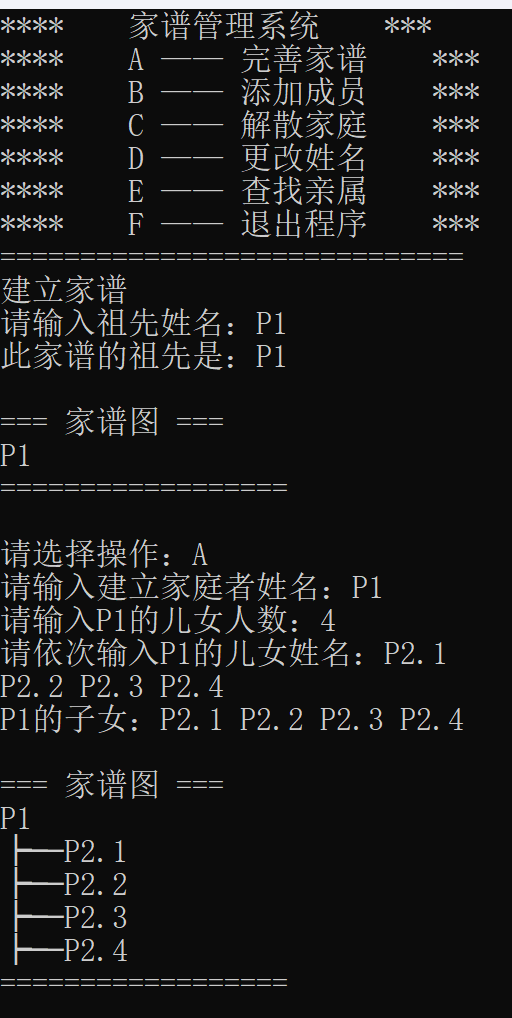 ****    家谱管理系统    ***
****    A —— 完善家谱    ***
****    B —— 添加成员    ***
****    C —— 解散家庭    ***
****    D —— 更改姓名    ***
****    E —— 查找亲属    ***
****    F —— 退出程序    ***
=============================
建立家谱
请输入祖先姓名：P1
此家谱的祖先是：P1

=== 家谱图 ===
P1
==================

请选择操作：A
请输入建立家庭者姓名：P1
请输入P1的儿女人数：4
请依次输入P1的儿女姓名：P2.1
P2.2 P2.3 P2.4
P1的子女：P2.1 P2.2 P2.3 P2.4

=== 家谱图 ===
P1
├──P2.1
├──P2.2
├──P2.3
├──P2.4
==================